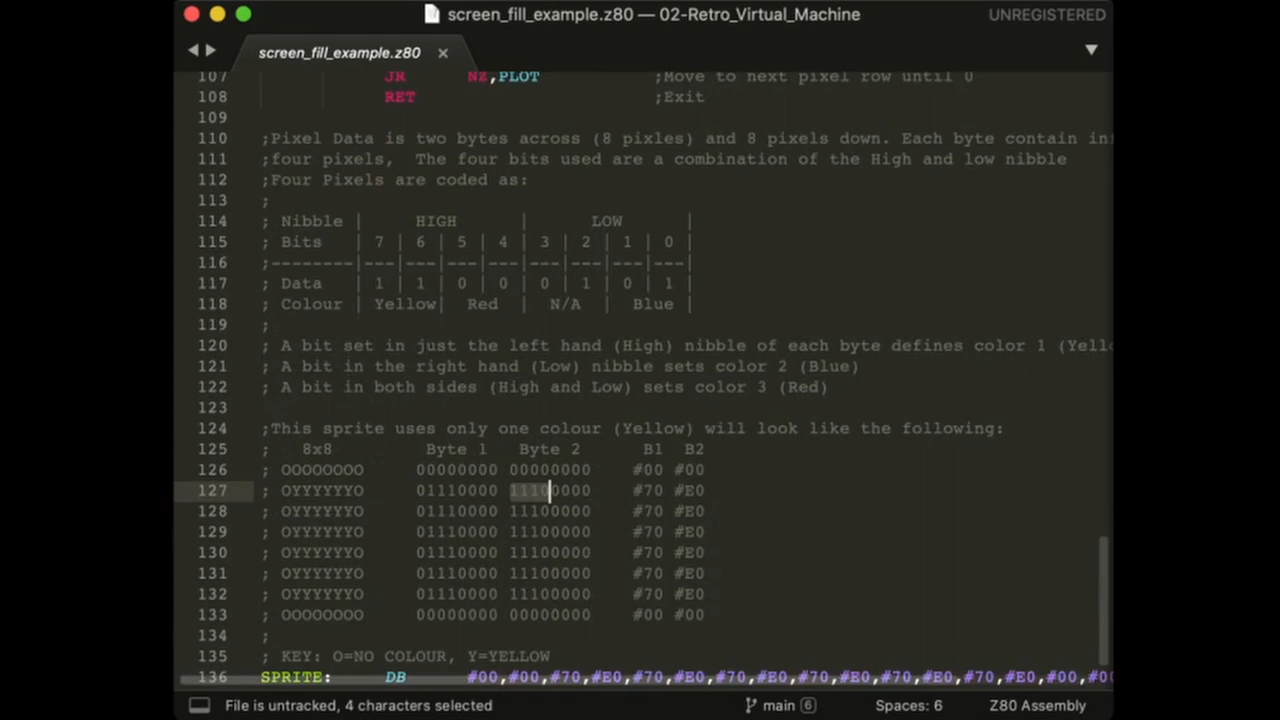 screen_fill_example.z80 — 02-Retro_Virtual_Machine UNREGISTERED
screen_fill_example.z80 ×
107 JR NZ,PLOT ;Move to next pixel row until 0
108 RET ;Exit
109
110 ;Pixel Data is two bytes across (8 pixles) and 8 pixels down. Each byte contain in
111 ;four pixels, The four bits used are a combination of the High and low nibble
112 ;Four Pixels are coded as:
113 ;
114 ; Nibble | HIGH | LOW |
115 ; Bits | 7 | 6 | 5 | 4 | 3 | 2 | 1 | 0 |
116 ;--------|---|---|---|---|---|---|---|---|
117 ; Data | 1 | 1 | 0 | 0 | 0 | 1 | 0 | 1 |
118 ; Colour | Yellow| Red | N/A | Blue |
119 ;
120 ; A bit set in just the left hand (High) nibble of each byte defines color 1 (Yell
121 ; A bit in the right hand (Low) nibble sets color 2 (Blue)
122 ; A bit in both sides (High and Low) sets color 3 (Red)
123
124 ;This sprite uses only one colour (Yellow) will look like the following:
125 ; 8x8 Byte 1 Byte 2 B1 B2
126 ; OOOOOOOO 00000000 00000000 #00 #00
127 ; OYYYYYYO 01110000 11100000 #70 #E0
128 ; OYYYYYYO 01110000 11100000 #70 #E0
129 ; OYYYYYYO 01110000 11100000 #70 #E0
130 ; OYYYYYYO 01110000 11100000 #70 #E0
131 ; OYYYYYYO 01110000 11100000 #70 #E0
132 ; OYYYYYYO 01110000 11100000 #70 #E0
133 ; OOOOOOOO 00000000 00000000 #00 #00
134 ;
135 ; KEY: O=NO COLOUR, Y=YELLOW
136 SPRITE: DB #00,#00,#70,#E0,#70,#E0,#70,#E0,#70,#E0,#70,#E0,#70,#E0,#00,#00
File is untracked, 4 characters selected main 6 Spaces: 6 Z80 Assembly